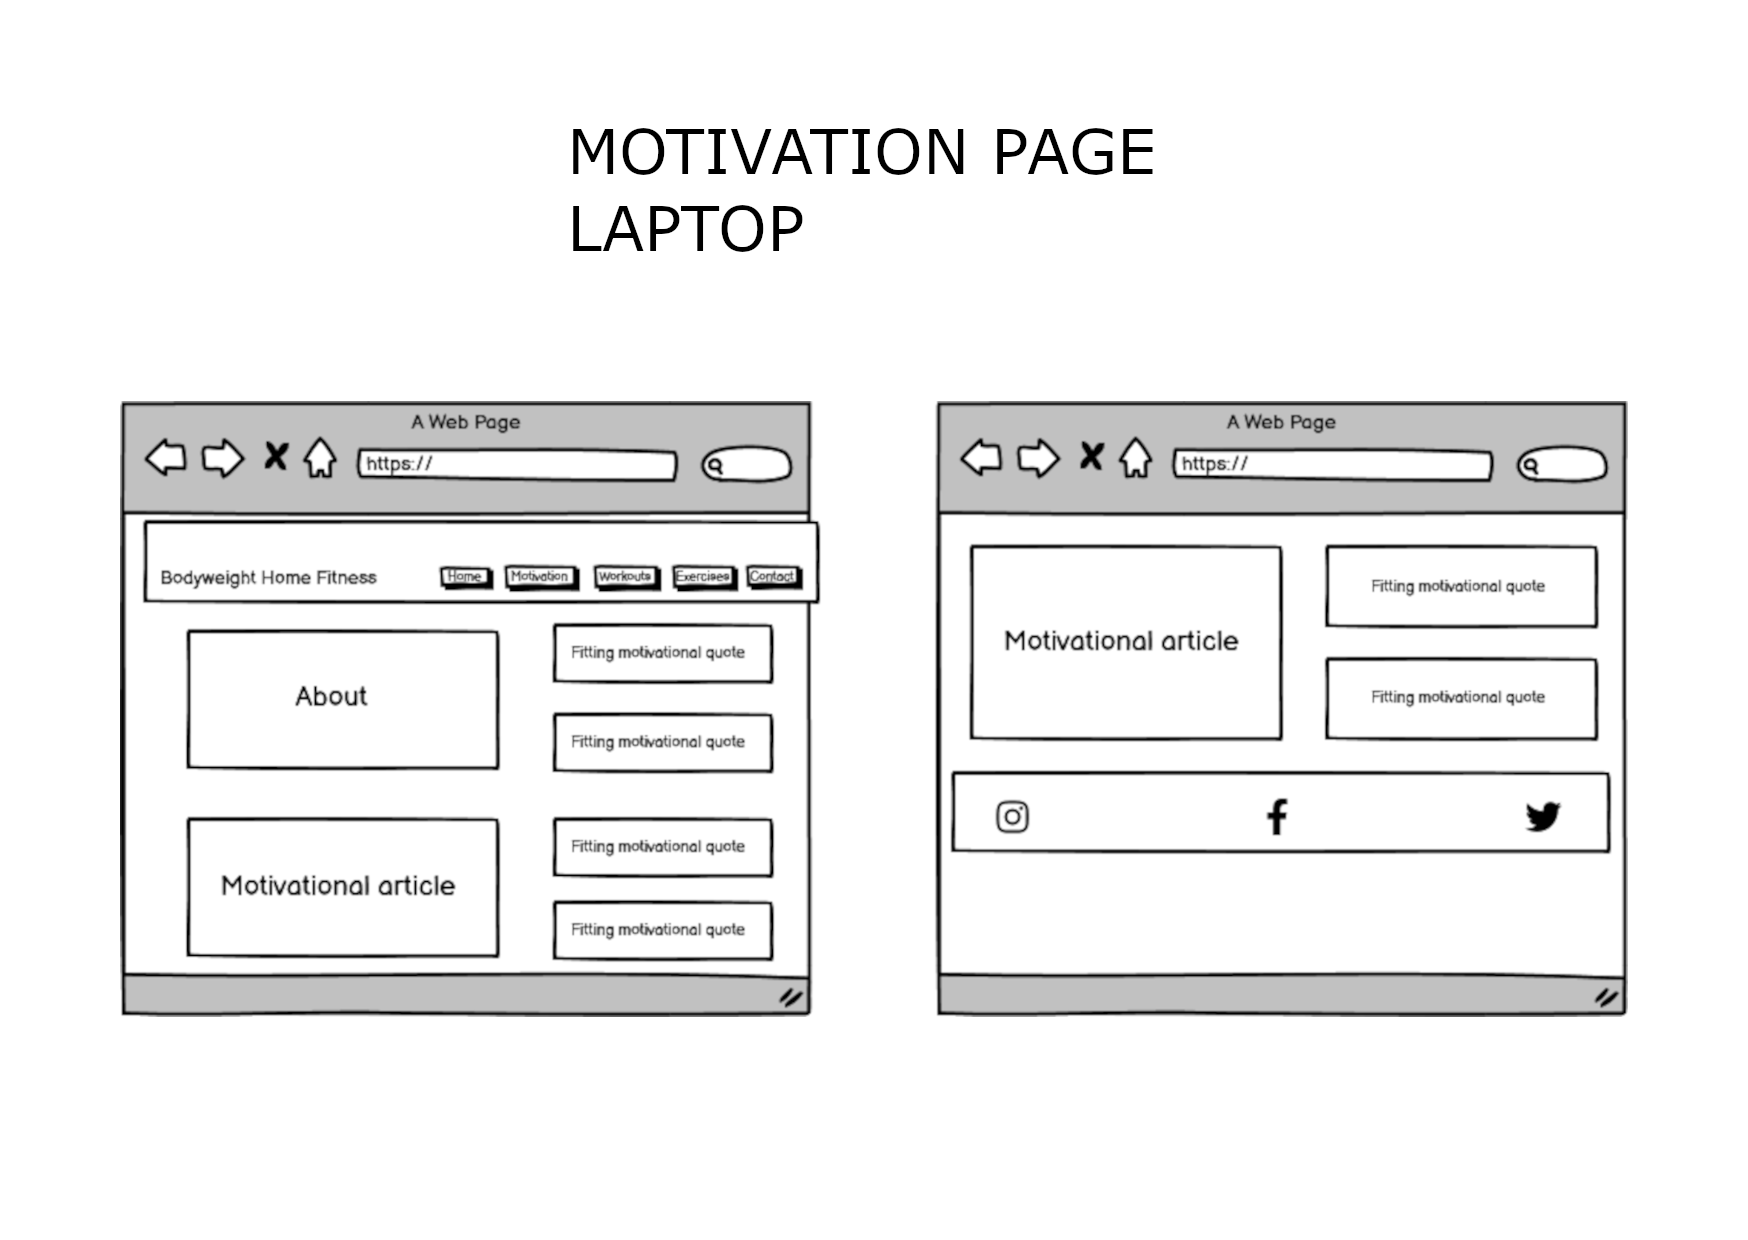 MOTIVATION PAGE
LAPTOP
A Web Page
https://
Bodyweight Home Fitness
Home Motivation Workouts Exercises Contact
About
Fitting motivational quote
Fitting motivational quote
Motivational article
Fitting motivational quote
Fitting motivational quote
A Web Page
https://
Motivational article
Fitting motivational quote
Fitting motivational quote